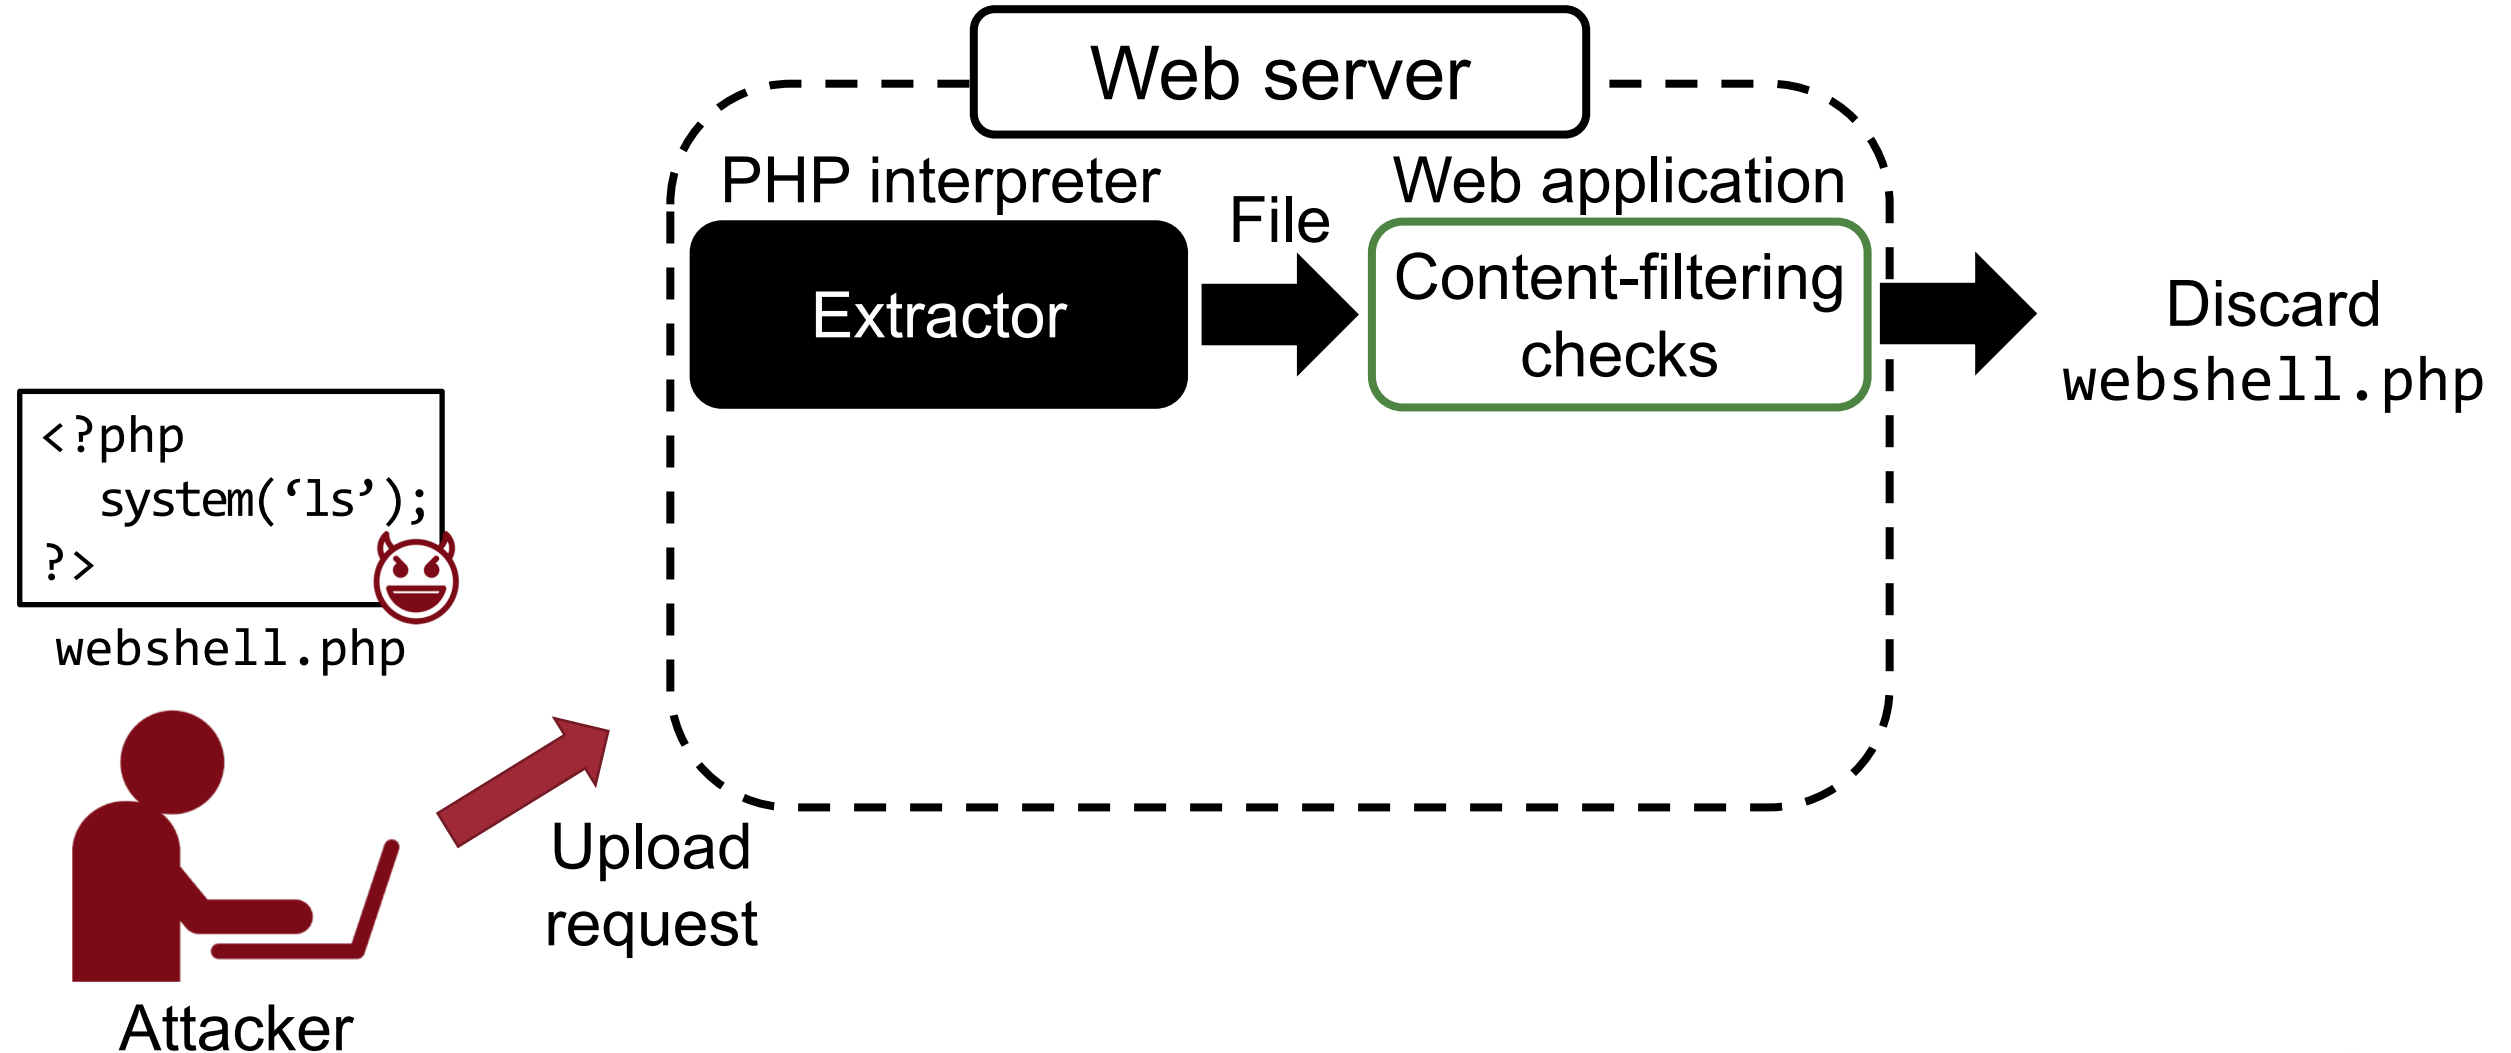 Web server
PHP interpreter
Web application
File
Extractor
Content-filtering
checks
Discard
webshell.php
<?php
system(‘ls’);
?>
webshell.php
Upload
request
Attacker